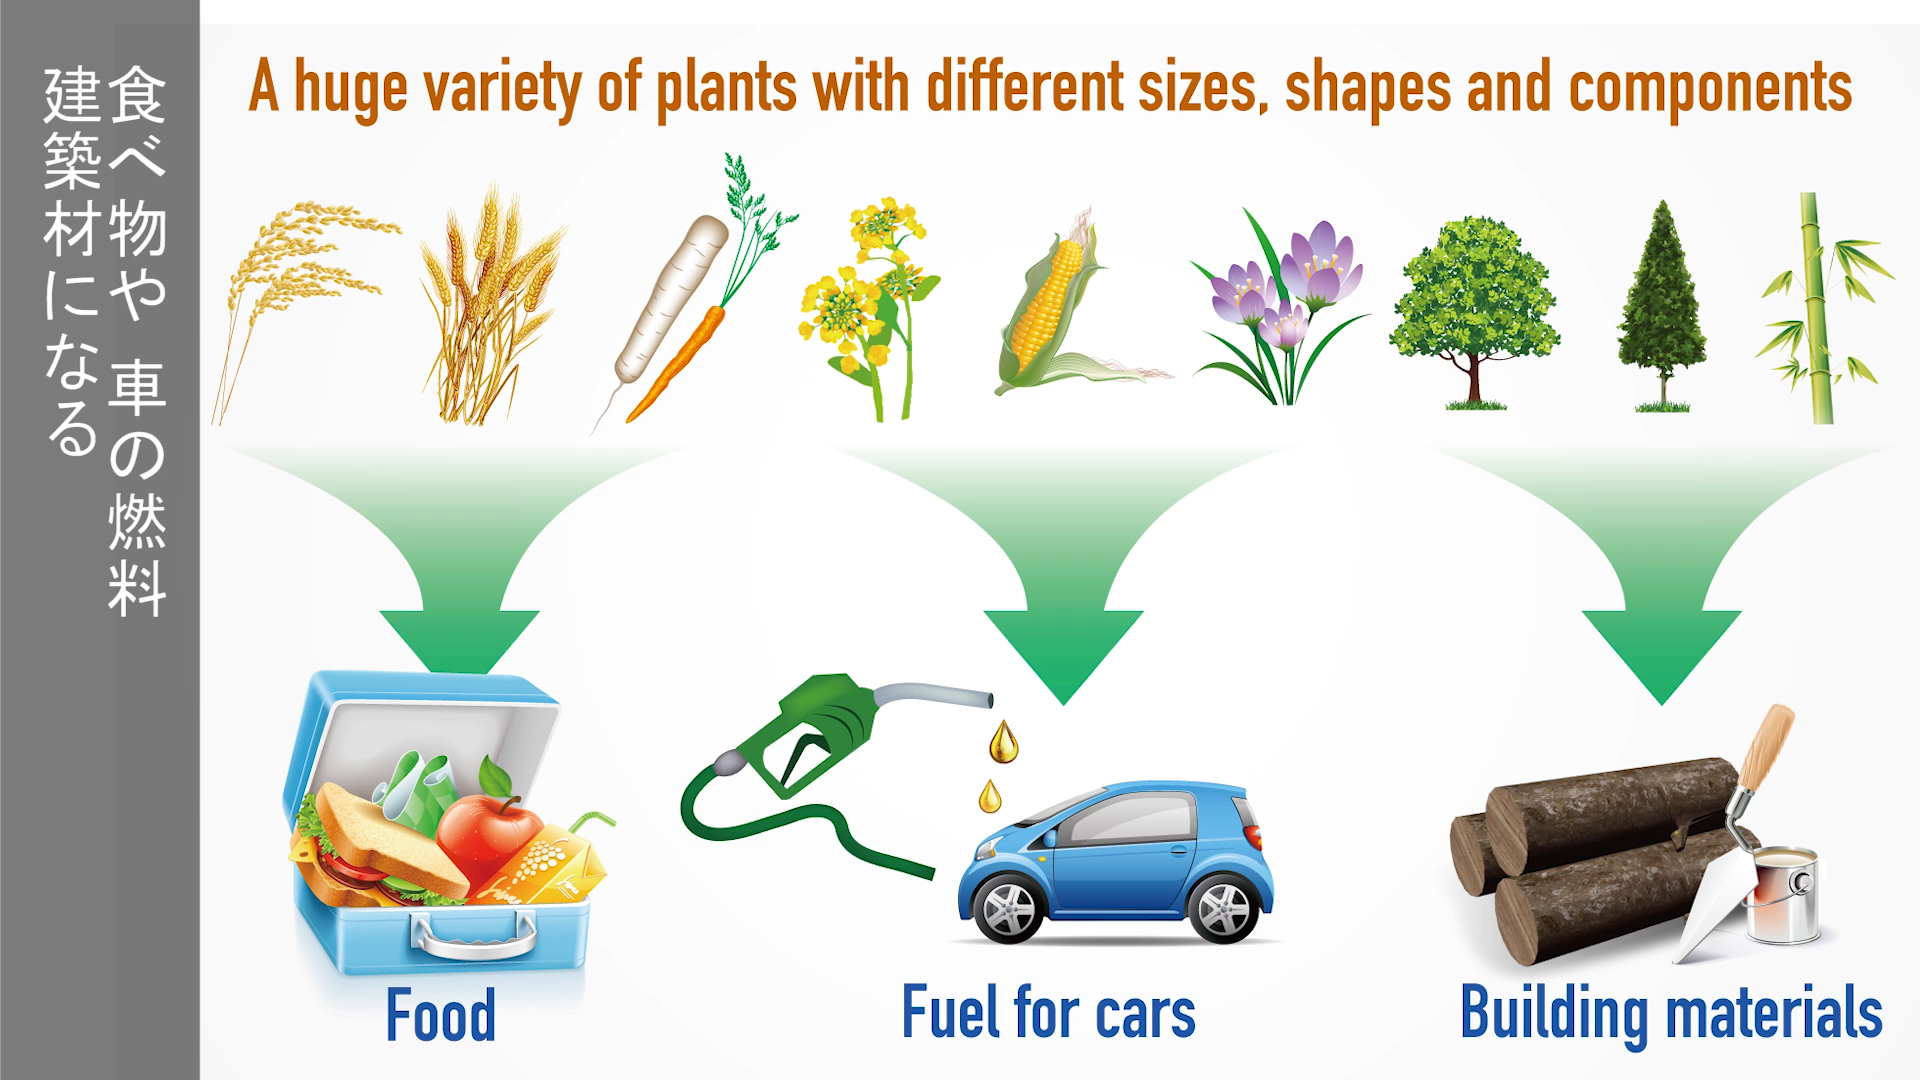 食べ物や 車の燃料
建築材になる
A huge variety of plants with different sizes, shapes and components
Food
Fuel for cars
Building materials